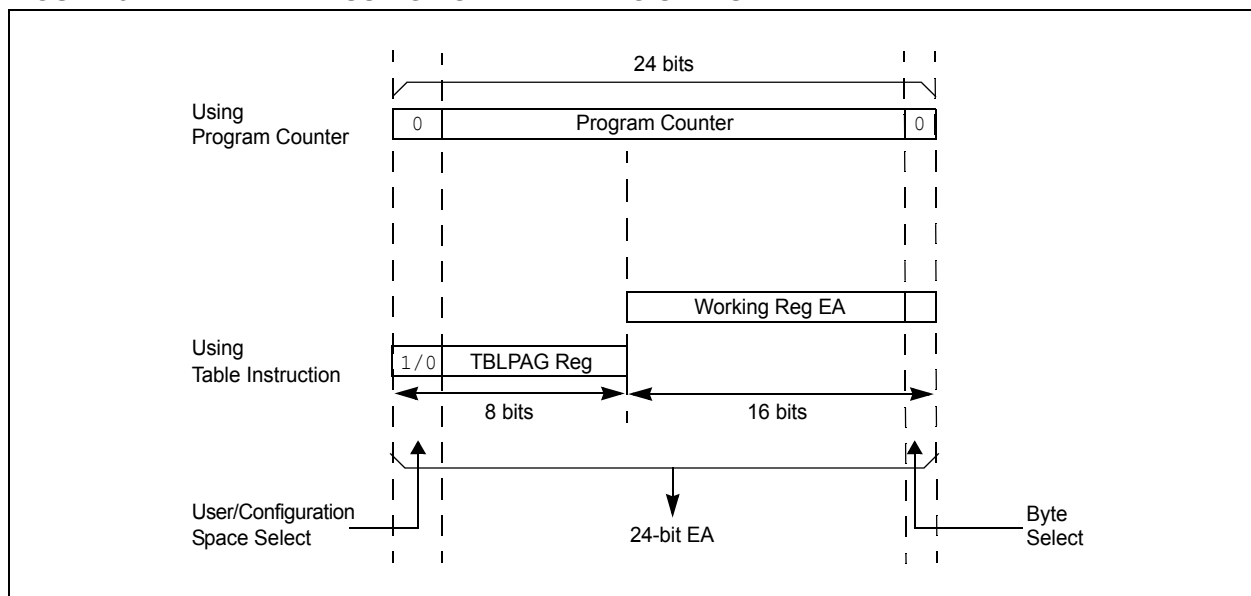 24 bits
Using
Program Counter
0
Program Counter
0
Working Reg EA
Using
Table Instruction
1/0
TBLPAG Reg
8 bits
16 bits
User/Configuration
Space Select
24-bit EA
Byte
Select